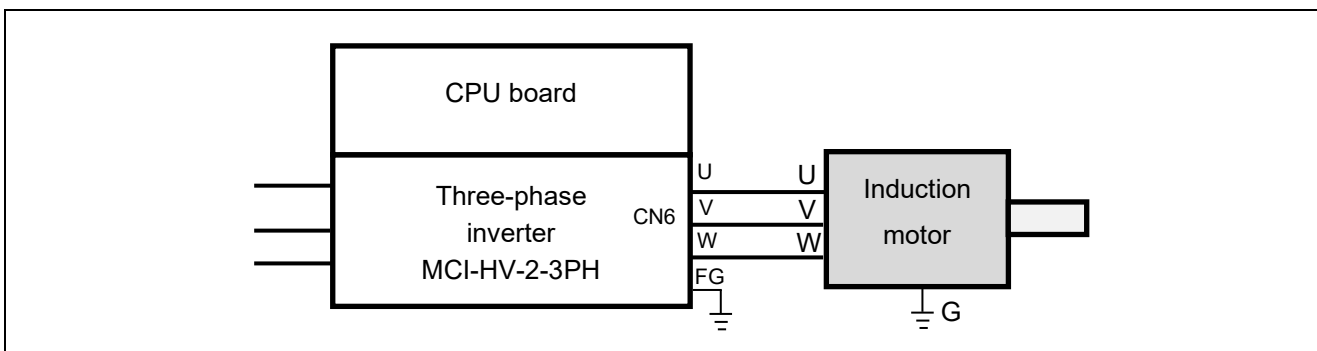 CPU board
Three-phase
inverter
MCI-HV-2-3PH
CN6
U
V
W
FG
U
V
W
Induction
motor
G